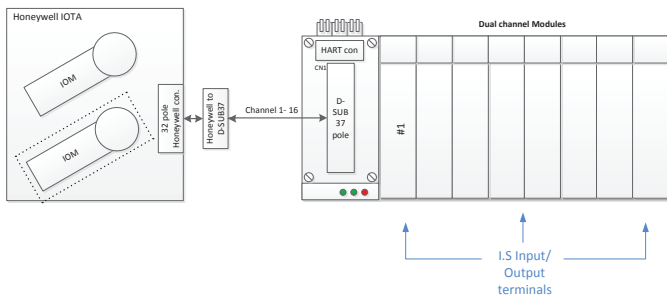 Honeywell IOTA
IOM
IOM
32 pole
Honeywell con.
Honeywell to
D-SUB37
Channel 1- 16
HART con
CN1
D-
SUB
37
pole
Dual channel Modules
#1
I.S Input/
Output
terminals